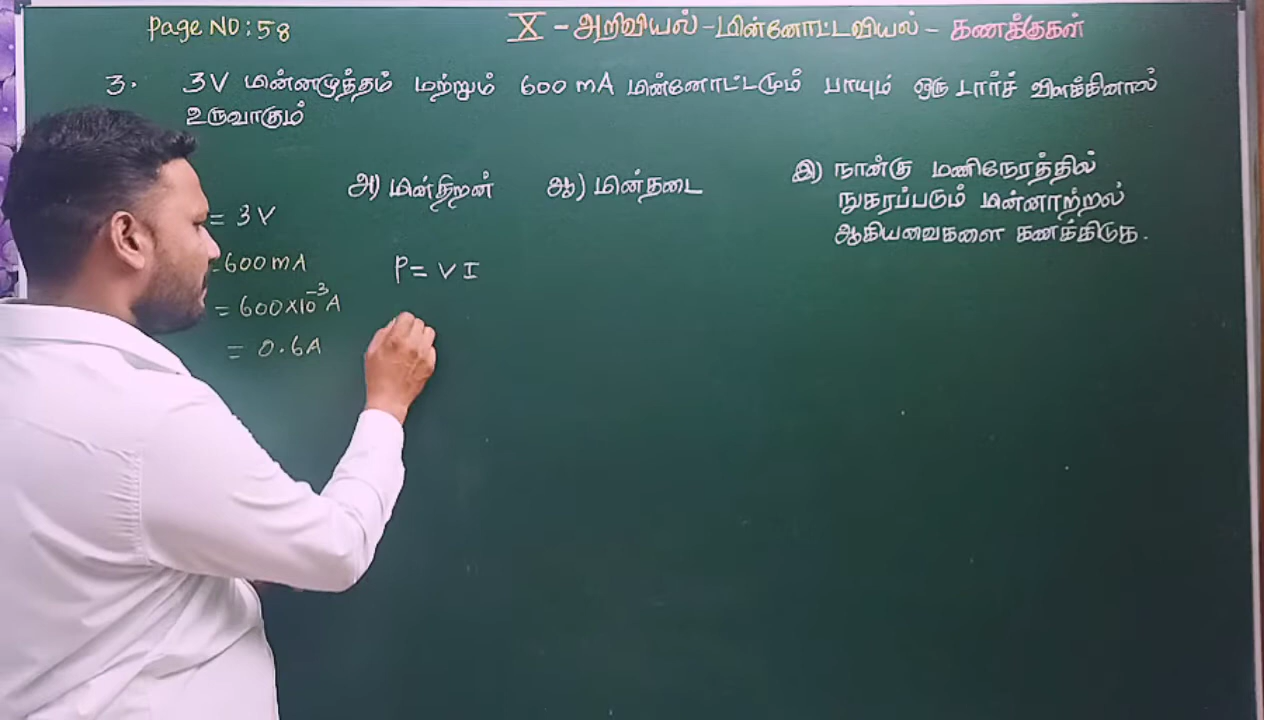 Page NO: 58
X - அறிவியல் - மின்னோட்டவியல் - கணக்குகள்
3. 3V மின்னழுத்தம் மற்றும் 600 mA மின்னோட்டமும் பாயும் ஒரு டார்ச் விளக்கினால்
உருவாகும்
அ) மின்திறன் ஆ) மின்தடை
இ) நான்கு மணிநேரத்தில்
நுகரப்படும் மின்னாற்றல்
ஆகியவைகளை கணக்கிடுக.
= 3V
= 600 mA
= 600 × 10⁻³ A
= 0.6A
P = VI